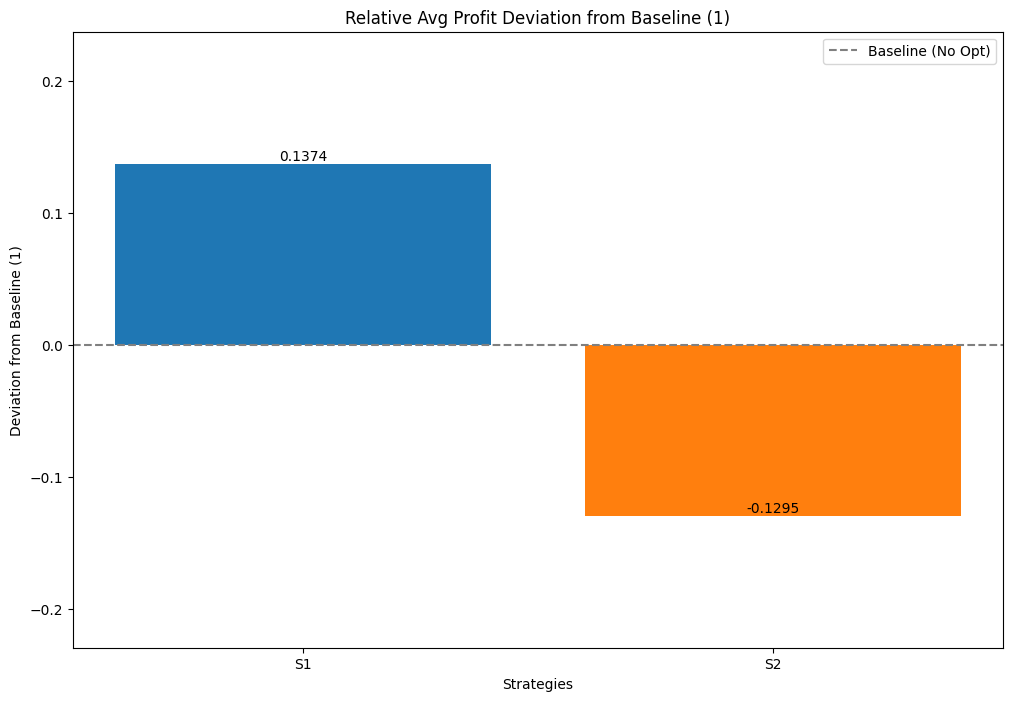 Relative Avg Profit Deviation from Baseline (1)
Baseline (No Opt)
Deviation from Baseline (1)
0.2
0.1
0.0
−0.1
−0.2
0.1374
-0.1295
S1
S2
Strategies